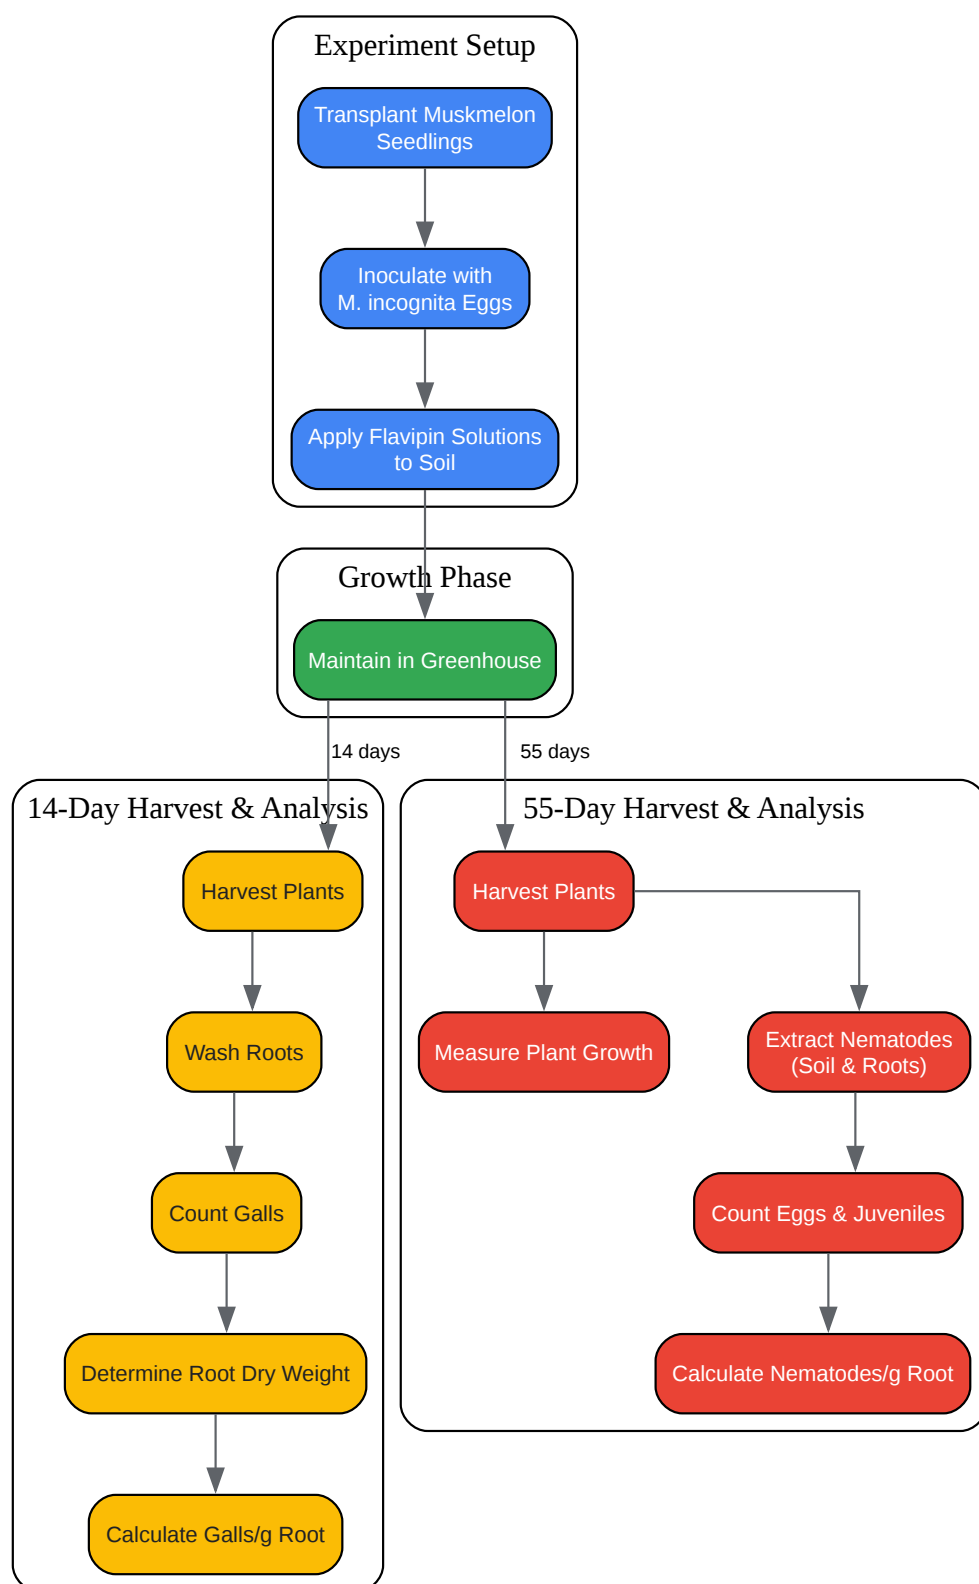 Experiment Setup
Transplant Muskmelon
Seedlings
Inoculate with
M. incognita Eggs
Apply Flavipin Solutions
to Soil
Growth Phase
Maintain in Greenhouse
14 days
55 days
14-Day Harvest & Analysis
Harvest Plants
Wash Roots
Count Galls
Determine Root Dry Weight
Calculate Galls/g Root
55-Day Harvest & Analysis
Harvest Plants
Measure Plant Growth
Extract Nematodes
(Soil & Roots)
Count Eggs & Juveniles
Calculate Nematodes/g Root